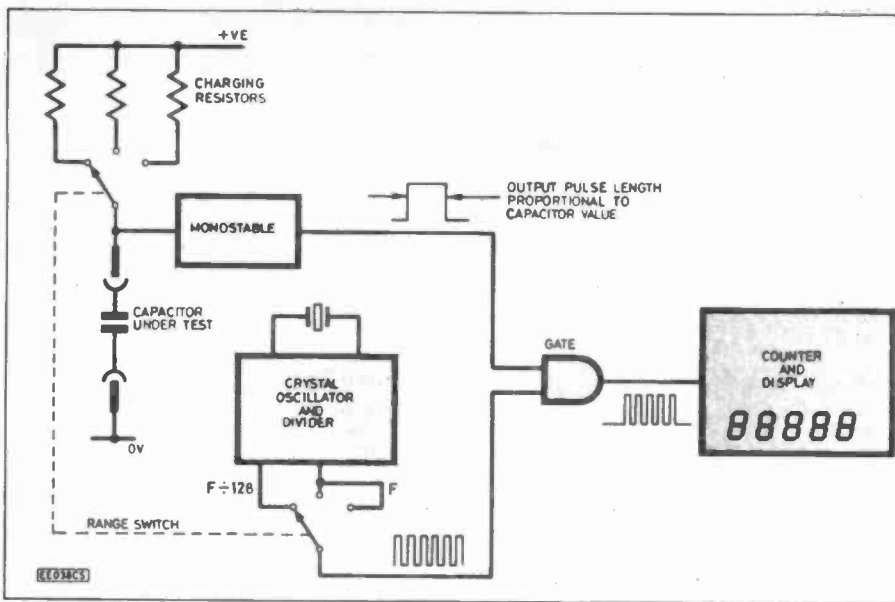 +VE
CHARGING
RESISTORS
OUTPUT PULSE LENGTH
PROPORTIONAL TO
CAPACITOR VALUE
MONOSTABLE
CAPACITOR
UNDER TEST
GATE
COUNTER
AND
DISPLAY
88888
CRYSTAL
OSCILLATOR
AND
DIVIDER
0V
F÷128
F
RANGE SWITCH
EE038CS